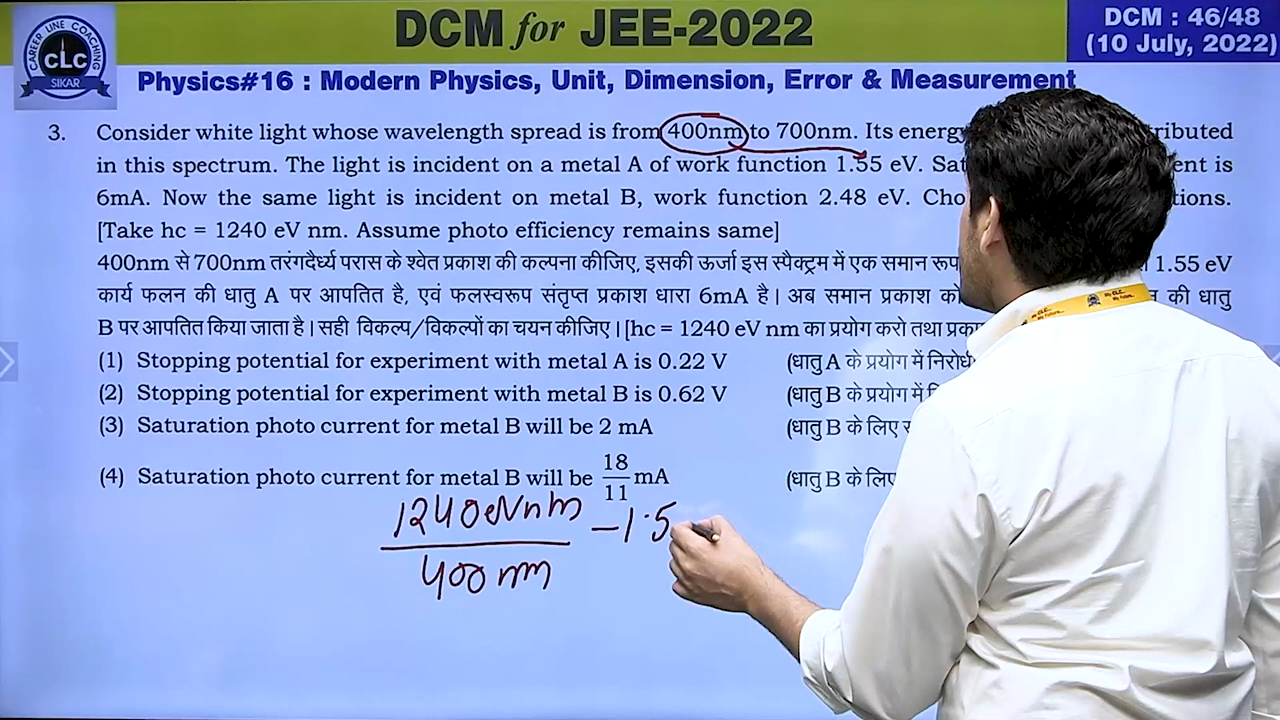 DCM for JEE-2022
DCM : 46/48
(10 July, 2022)
CAREER LINE COACHING
CLC
SIKAR
Physics#16 : Modern Physics, Unit, Dimension, Error & Measurement
3. Consider white light whose wavelength spread is from 400nm to 700nm. Its
in this spectrum. The light is incident on a metal A of work function 1.55 eV. is
6mA. Now the same light is incident on metal B, work function 2.48 eV.
[Take hc = 1240 eV nm. Assume photo efficiency remains same]
400nm से 700nm तरंगदैर्ध्य परास के श्वेत प्रकाश की कल्पना कीजिए, इसकी ऊर्जा इस स्पैक्ट्रम में एक समान 1.55 eV
कार्य फलन की धातु A पर आपतित है, एवं फलस्वरूप संतृप्त प्रकाश धारा 6mA है। अब समान प्रकाश की धातु
B पर आपतित किया जाता है। सही विकल्प/विकल्पों का चयन कीजिए। [hc = 1240 eV nm का प्रयोग करो तथा
(1) Stopping potential for experiment with metal A is 0.22 V (धातु A के प्रयोग में
(2) Stopping potential for experiment with metal B is 0.62 V (धातु B के प्रयोग में
(3) Saturation photo current for metal B will be 2 mA (धातु B के लिए
(4) Saturation photo current for metal B will be 18/11 mA (धातु B के
1240eVnm
400nm
-1.5